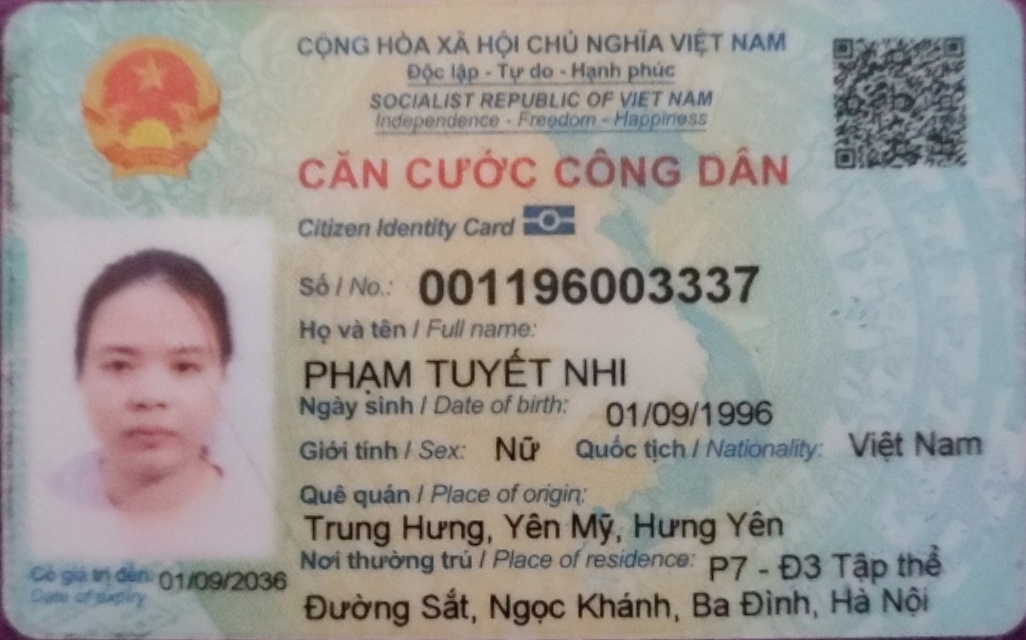 CỘNG HÒA XÃ HỘI CHỦ NGHĨA VIỆT NAM
Độc lập - Tự do - Hạnh phúc
SOCIALIST REPUBLIC OF VIET NAM
Independence - Freedom - Happiness
CĂN CƯỚC CÔNG DÂN
Citizen Identity Card
Số / No.: 001196003337
Họ và tên / Full name:
PHẠM TUYẾT NHI
Ngày sinh / Date of birth: 01/09/1996
Giới tính / Sex: Nữ Quốc tịch / Nationality: Việt Nam
Quê quán / Place of origin:
Trung Hưng, Yên Mỹ, Hưng Yên
Nơi thường trú / Place of residence: P7 - Đ3 Tập thể
Đường Sắt, Ngọc Khánh, Ba Đình, Hà Nội
Có giá trị đến: 01/09/2036
Date of expiry